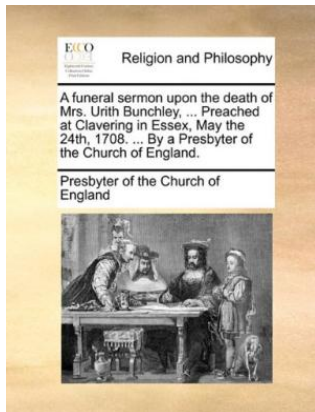 ECCO
Religion and Philosophy
A funeral sermon upon the death of
Mrs. Urith Bunchley, ... Preached
at Clavering in Essex, May the
24th, 1708. ... By a Presbyter of
the Church of England.
Presbyter of the Church of
England